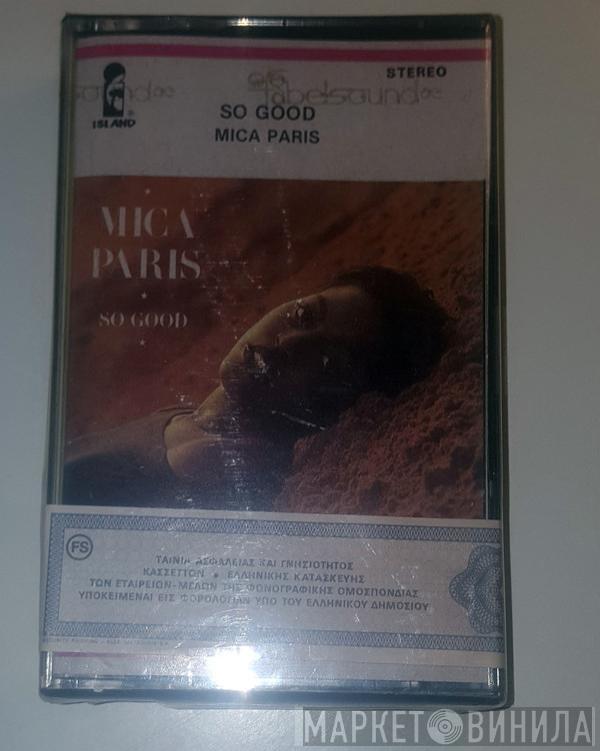 STEREO
ISLAND
SO GOOD
MICA PARIS
MICA
PARIS
SO GOOD
FS
ΤΑΙΝΙΑ ΑΣΦΑΛΕΙΑΣ ΚΑΙ ΓΝΗΣΙΟΤΗΤΟΣ
ΚΑΣΣΕΤΤΩΝ • ΕΛΛΗΝΙΚΗΣ ΚΑΤΑΣΚΕΥΗΣ
ΤΩΝ ΕΤΑΙΡΕΙΩΝ-ΜΕΛΩΝ ΤΗΣ ΦΩΝΟΓΡΑΦΙΚΗΣ ΟΜΟΣΠΟΝΔΙΑΣ
ΥΠΟΚΕΙΜΕΝΑΙ ΕΙΣ ΦΟΡΟΛΟΓΙΑΝ ΥΠΟ ΤΟΥ ΕΛΛΗΝΙΚΟΥ ΔΗΜΟΣΙΟΥ
МАРКЕТ ВИНИЛА